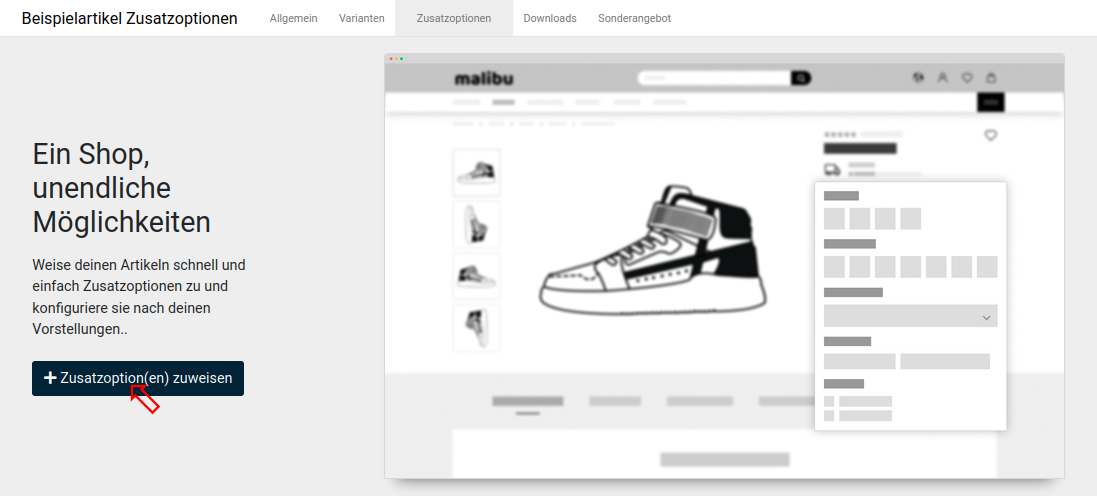 Beispielartikel Zusatzoptionen Allgemein Varianten Zusatzoptionen Downloads Sonderangebot
malibu
Ein Shop,
unendliche
Möglichkeiten
Weise deinen Artikeln schnell und
einfach Zusatzoptionen zu und
konfiguriere sie nach deinen
Vorstellungen..
+ Zusatzoption(en) zuweisen